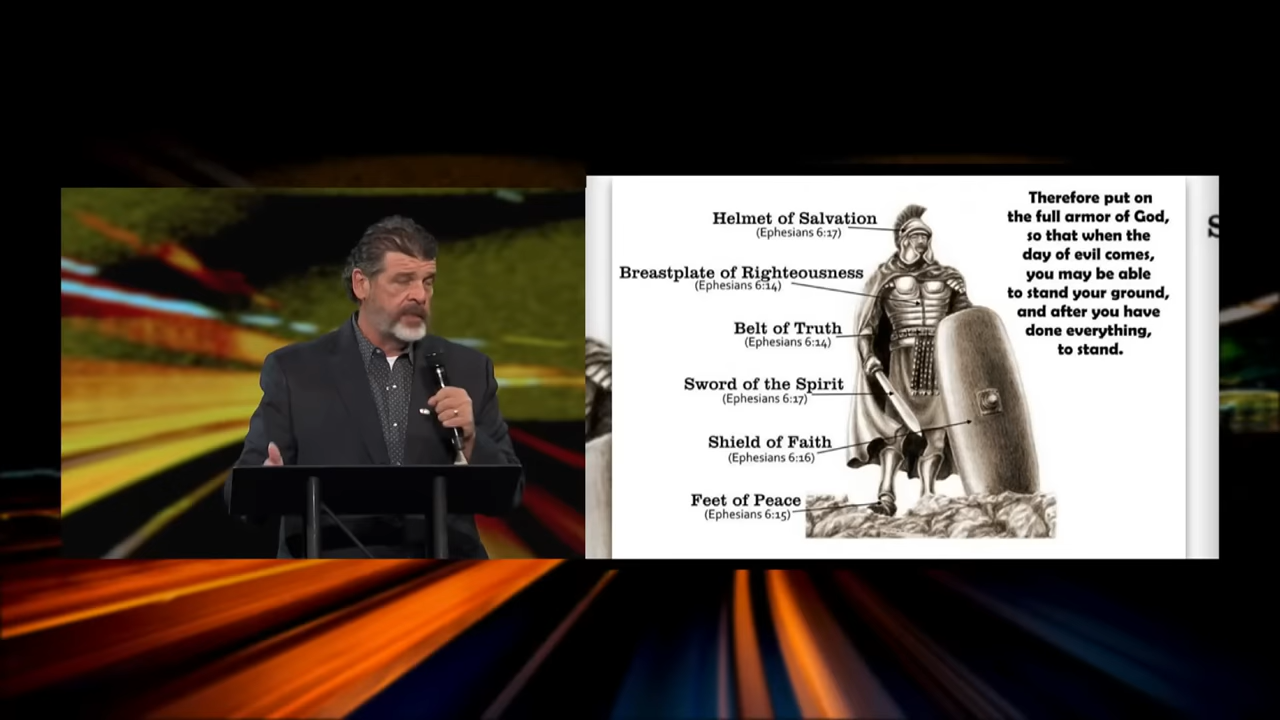 Helmet of Salvation
(Ephesians 6:17)
Breastplate of Righteousness
(Ephesians 6:14)
Belt of Truth
(Ephesians 6:14)
Sword of the Spirit
(Ephesians 6:17)
Shield of Faith
(Ephesians 6:16)
Feet of Peace
(Ephesians 6:15)
Therefore put on
the full armor of God,
so that when the
day of evil comes,
you may be able
to stand your ground,
and after you have
done everything,
to stand.